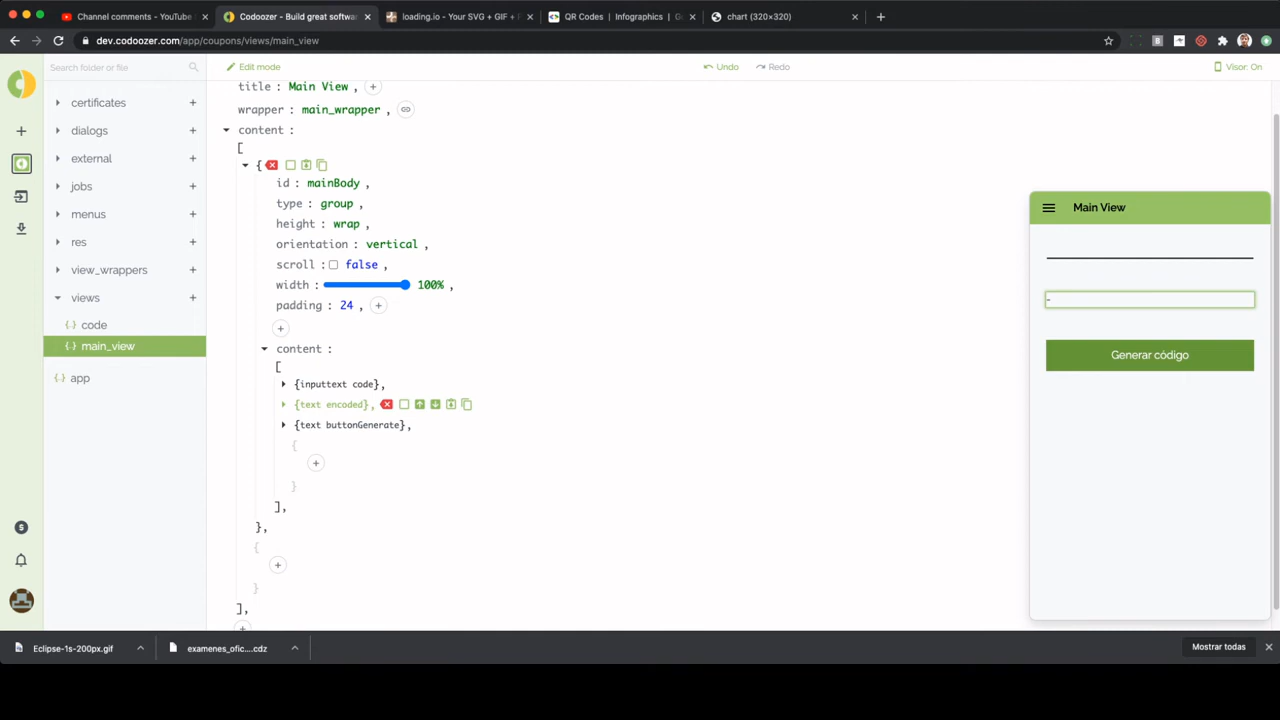 Channel comments - YouTube
Codoozer - Build great softwa
loading.io - Your SVG + GIF +
QR Codes | Infographics | G
chart (320×320)
dev.codoozer.com/app/coupons/views/main_view
Search folder or file
Edit mode
Undo
Redo
Visor: On
certificates
dialogs
external
jobs
menus
res
view_wrappers
views
{·} code
{·} main_view
{·} app
title : Main View ,
wrapper : main_wrapper ,
content :
[
{
id : mainBody ,
type : group ,
height : wrap ,
orientation : vertical ,
scroll : false ,
width : 100% ,
padding : 24 ,
content :
[
{inputtext code},
{text encoded},
{text buttonGenerate},
{
}
],
},
{
}
],
Main View
-
Generar código
Eclipse-1s-200px.gif
examenes_ofic....cdz
Mostrar todas